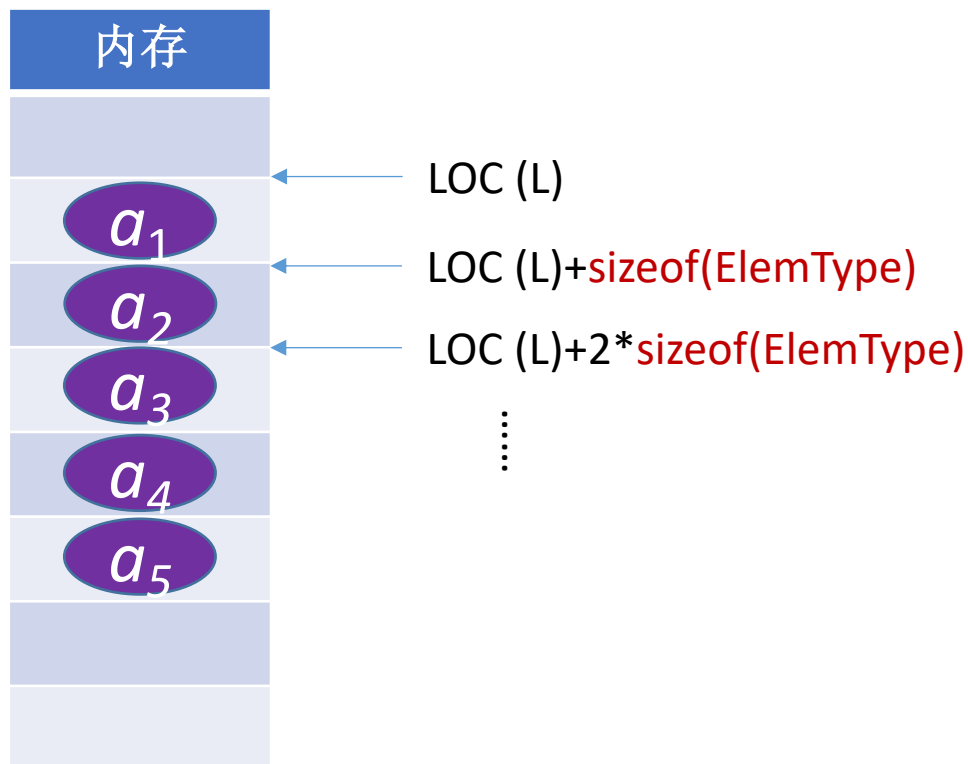 内存
LOC (L)
a1
LOC (L)+sizeof(ElemType)
a2
LOC (L)+2*sizeof(ElemType)
a3
……
a4
a5